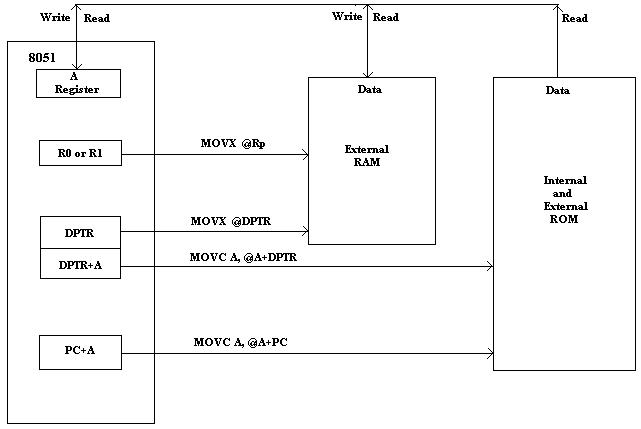 Write Read
Write Read
Read
8051
A
Register
Data
Data
R0 or R1
MOVX @Rp
External
RAM
Internal
and
External
ROM
DPTR
MOVX @DPTR
DPTR+A
MOVC A, @A+DPTR
PC+A
MOVC A, @A+PC